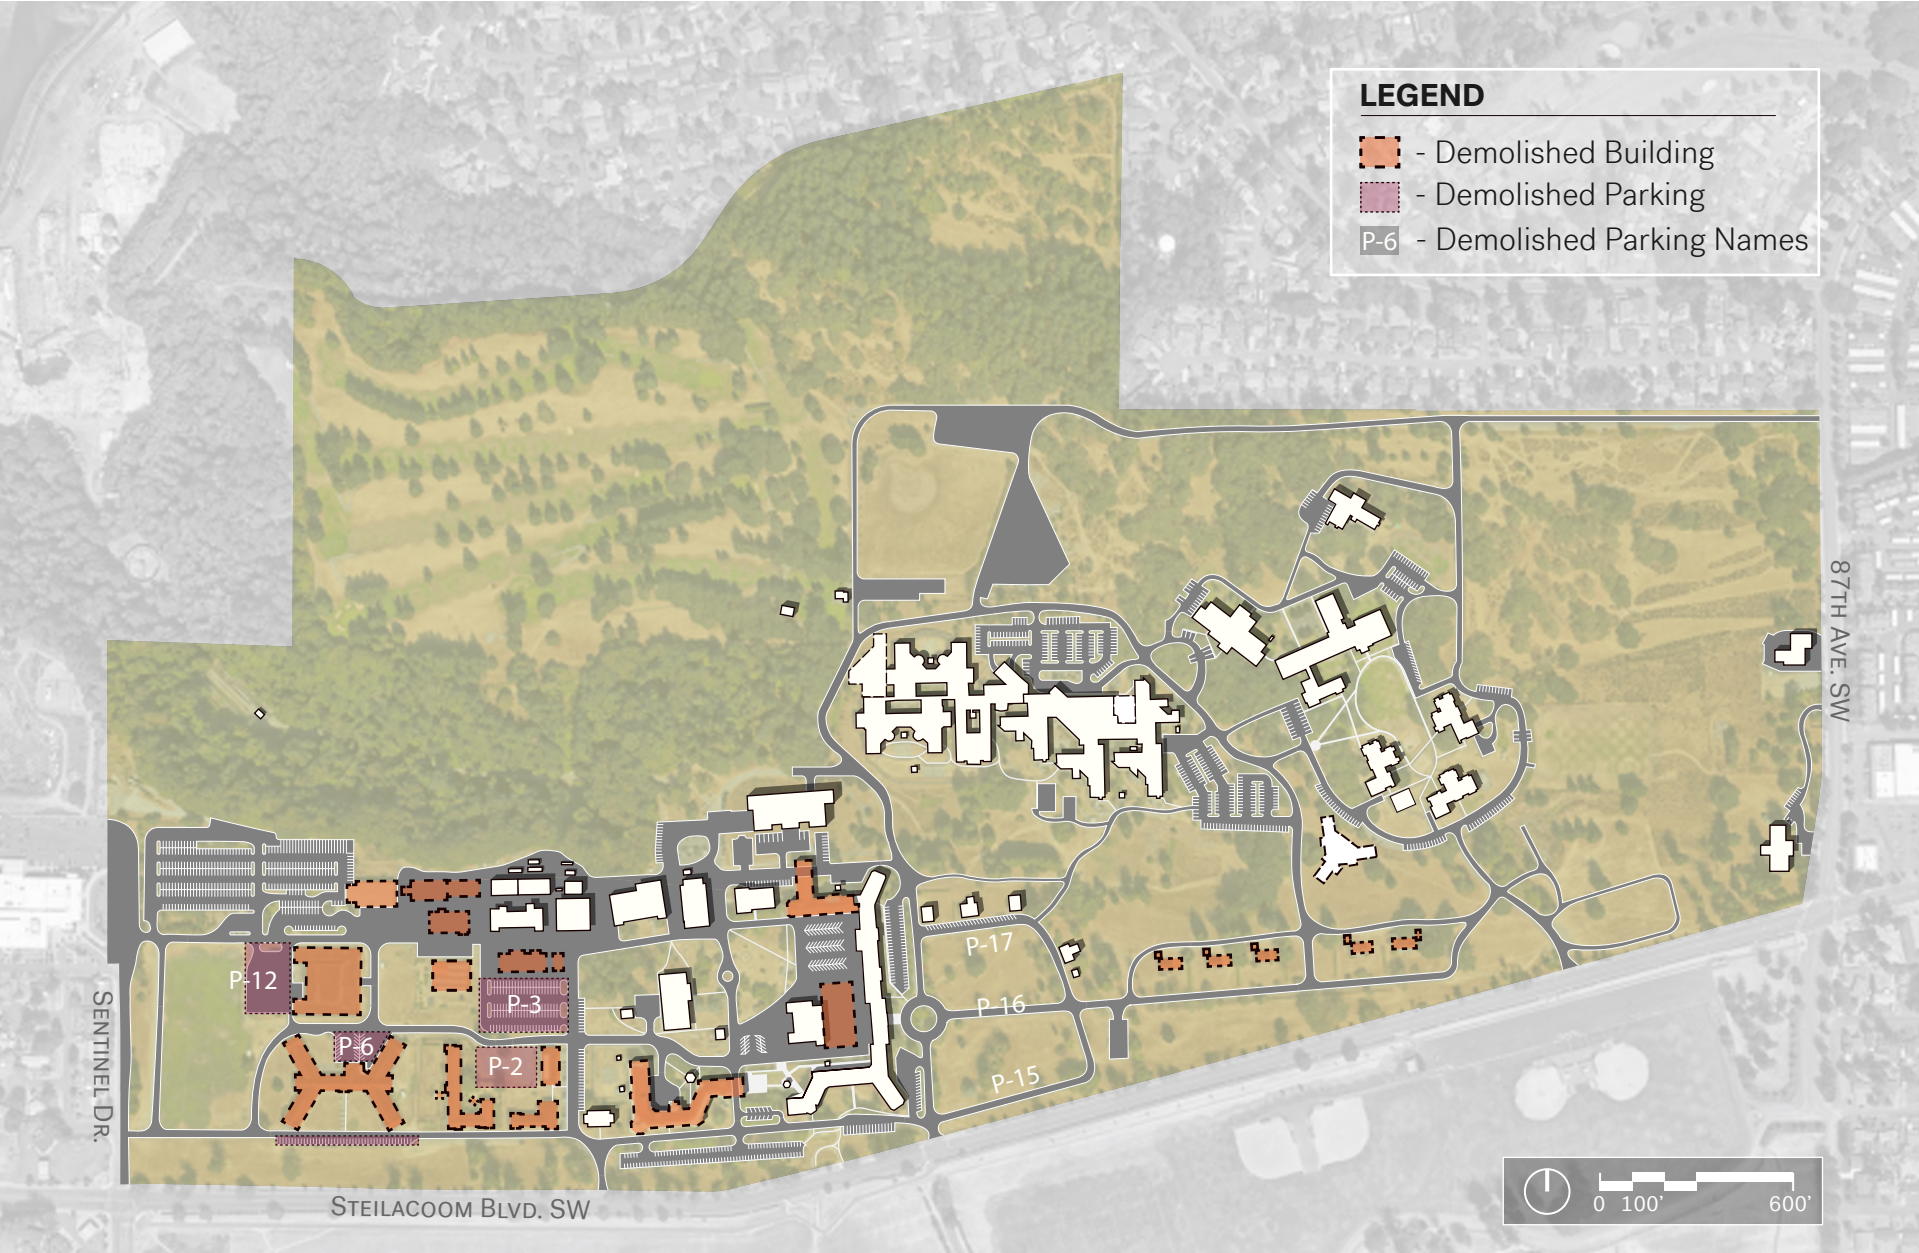 LEGEND
- Demolished Building
- Demolished Parking
P-6 - Demolished Parking Names
87TH AVE. SW
P-17
P-12
P-3
P-16
P-6
P-2
P-15
SENTINEL DR.
STEILACOOM BLVD. SW
0 100' 600'